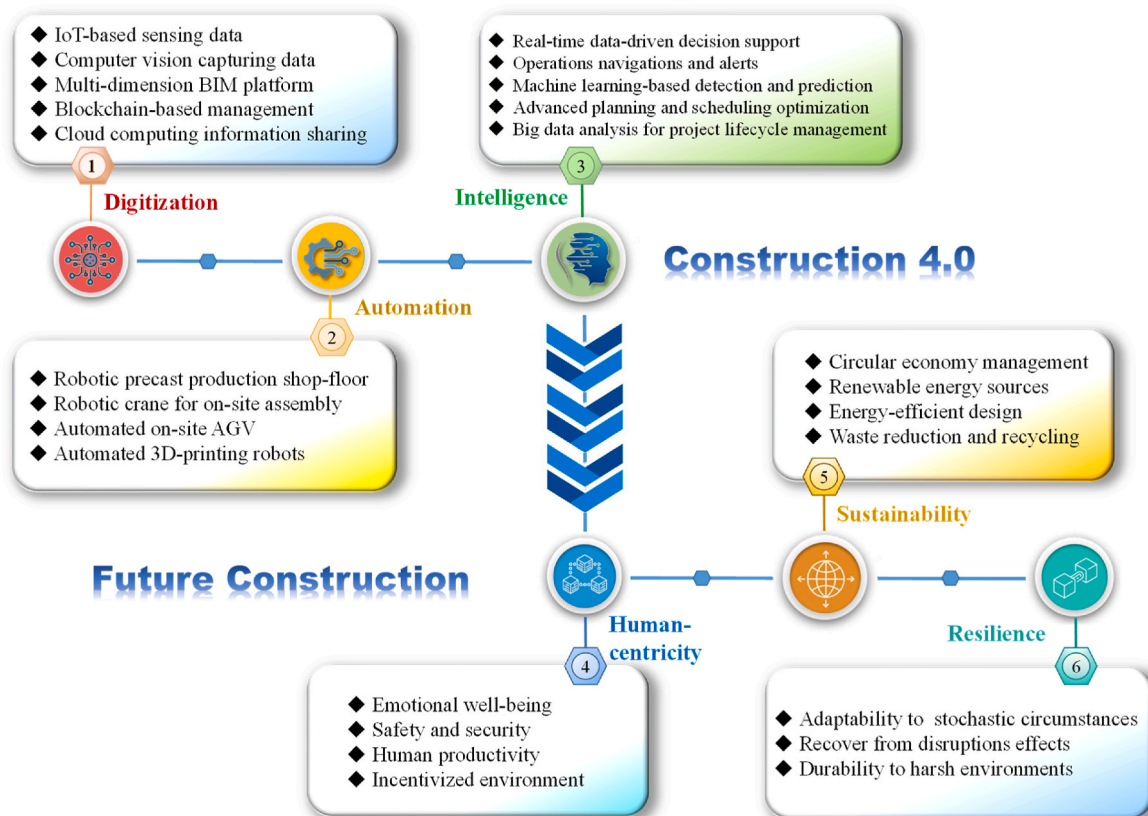 ◆ IoT-based sensing data
◆ Computer vision capturing data
◆ Multi-dimension BIM platform
◆ Blockchain-based management
◆ Cloud computing information sharing
1
Digitization
◆ Real-time data-driven decision support
◆ Operations navigations and alerts
◆ Machine learning-based detection and prediction
◆ Advanced planning and scheduling optimization
◆ Big data analysis for project lifecycle management
3
Intelligence
Construction 4.0
Automation
2
◆ Robotic precast production shop-floor
◆ Robotic crane for on-site assembly
◆ Automated on-site AGV
◆ Automated 3D-printing robots
◆ Circular economy management
◆ Renewable energy sources
◆ Energy-efficient design
◆ Waste reduction and recycling
5
Sustainability
Future Construction
Human-
centricity
4
◆ Emotional well-being
◆ Safety and security
◆ Human productivity
◆ Incentivized environment
Resilience
6
◆ Adaptability to stochastic circumstances
◆ Recover from disruptions effects
◆ Durability to harsh environments